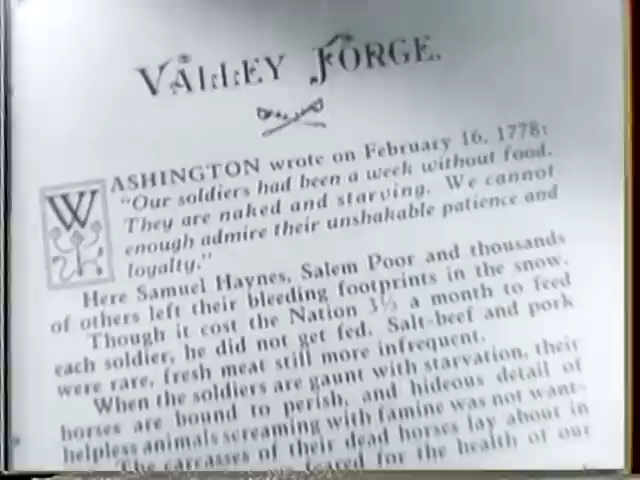 VALLEY FORGE.
WASHINGTON wrote on February 16, 1778:
"Our soldiers had been a week without food.
They are naked and starving. We cannot
enough admire their unshakable patience and
loyalty."
Here Samuel Haynes, Salem Poor and thousands
of others left their bleeding footprints in the snow.
Though it cost the Nation 3½ a month to feed
each soldier, he did not get fed. Salt-beef and pork
were rare, fresh meat still more infrequent.
When the soldiers are gaunt with starvation, their
horses are bound to perish, and hideous detail of
helpless animals screaming with famine was not want-
The carcasses of their dead horses lay about in
for the health of our